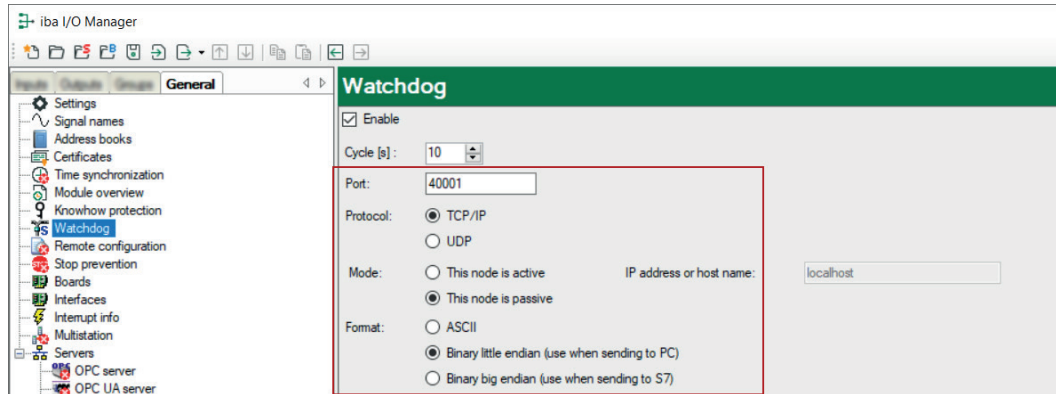 iba I/O Manager
General
Watchdog
Settings
Signal names
Address books
Certificates
Time synchronization
Module overview
Knowhow protection
Watchdog
Remote configuration
Stop prevention
Boards
Interfaces
Interrupt info
Multistation
Servers
OPC server
OPC UA server
Enable
Cycle [s] : 10
Port: 40001
Protocol: TCP/IP
UDP
Mode: This node is active IP address or host name: localhost
This node is passive
Format: ASCII
Binary little endian (use when sending to PC)
Binary big endian (use when sending to S7)